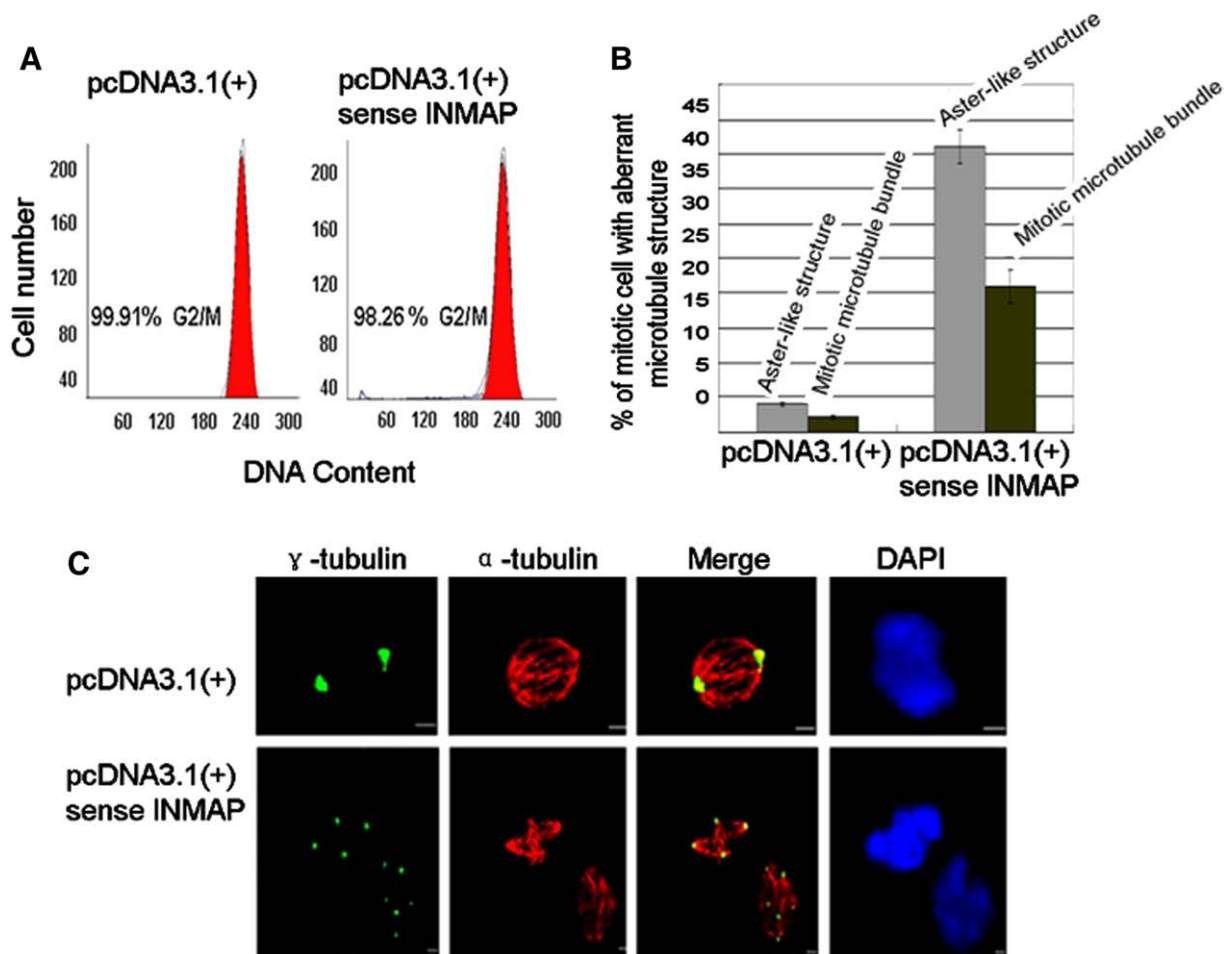 A
pcDNA3.1(+)
pcDNA3.1(+)
sense INMAP
Cell number
200
160
120
80
40
99.91% G2/M
60 120 180 240 300
200
160
120
80
40
98.26 % G2/M
60 120 180 240 300
DNA Content
B
% of mitotic cell with aberrant
microtubule structure
45
40
35
30
25
20
15
10
5
0
Aster-like structure
Mitotic microtubule bundle
Aster-like structure
Mitotic microtubule bundle
pcDNA3.1(+)
pcDNA3.1(+)
sense INMAP
C
γ -tubulin
α -tubulin
Merge
DAPI
pcDNA3.1(+)
pcDNA3.1(+)
sense INMAP